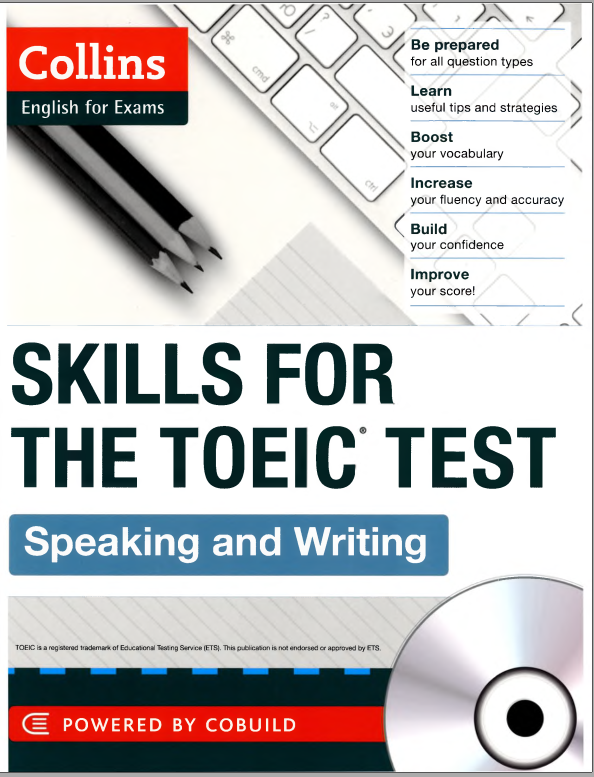 Collins
English for Exams
cmd
alt
ctrl
Be prepared
for all question types
Learn
useful tips and strategies
Boost
your vocabulary
Increase
your fluency and accuracy
Build
your confidence
Improve
your score!
SKILLS FOR
THE TOEIC® TEST
Speaking and Writing
TOEIC is a registered trademark of Educational Testing Service (ETS). This publication is not endorsed or approved by ETS.
POWERED BY COBUILD